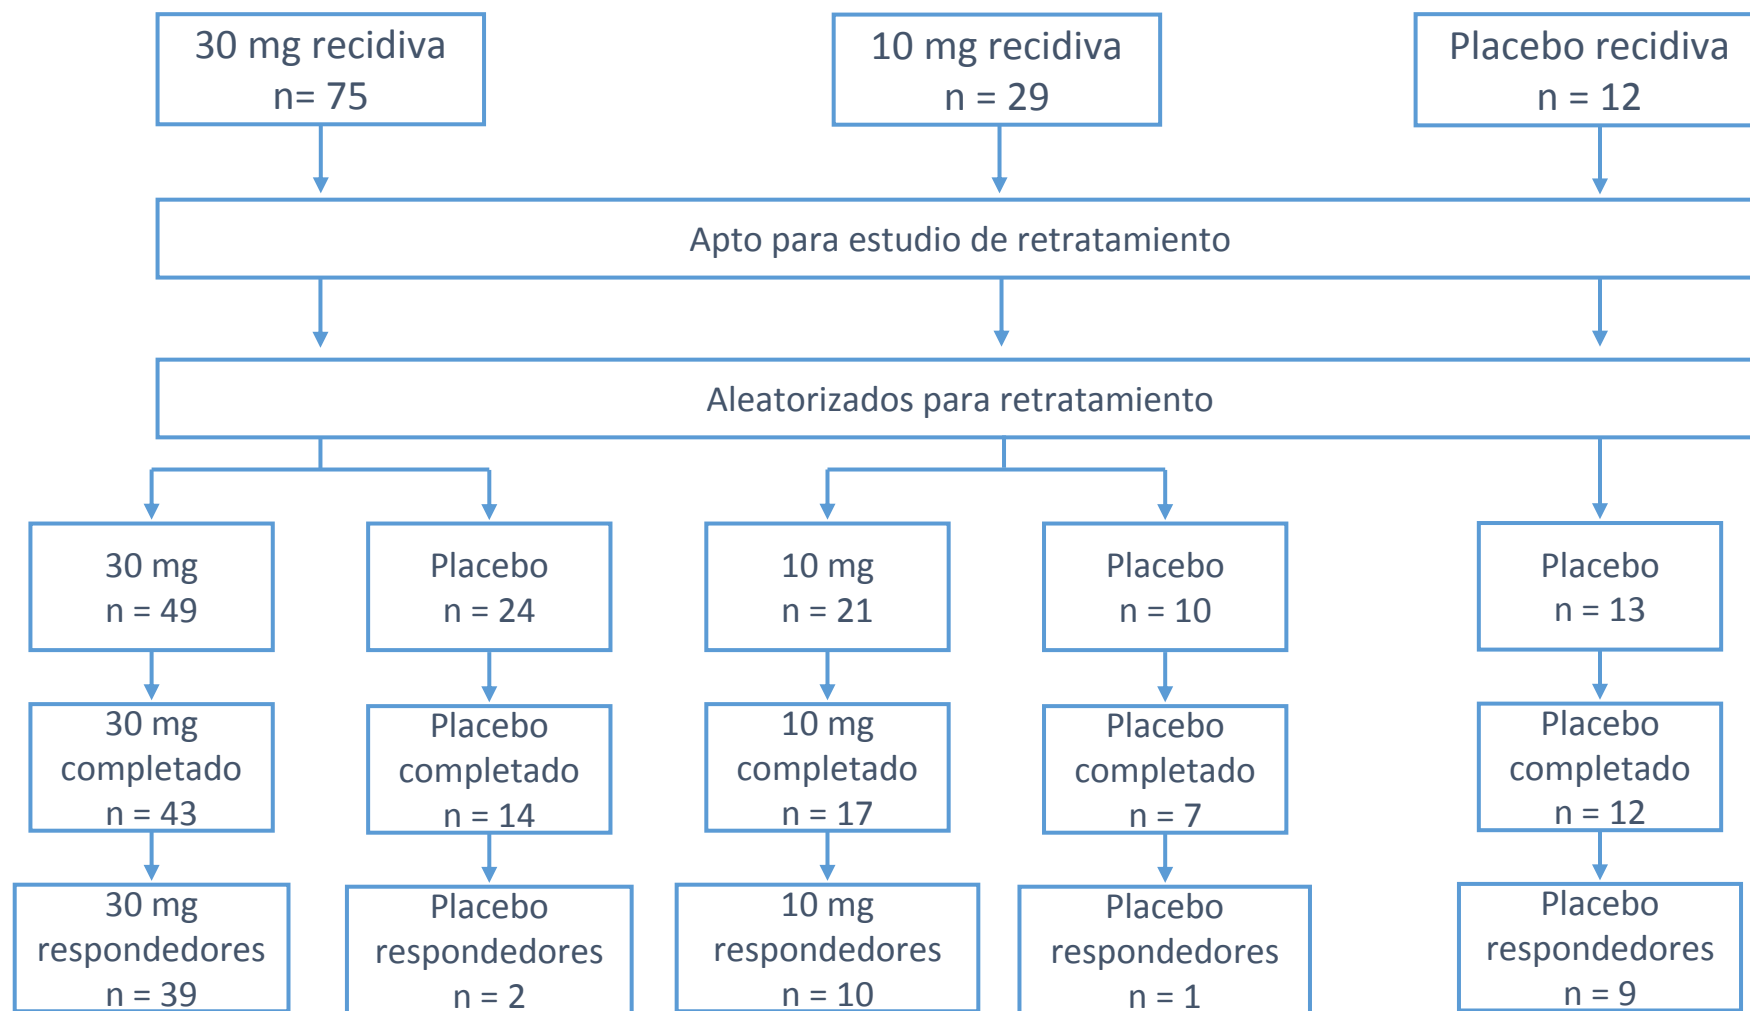 30 mg recidiva
n= 75
10 mg recidiva
n = 29
Placebo recidiva
n = 12
Apto para estudio de retratamiento
Aleatorizados para retratamiento
30 mg
n = 49
Placebo
n = 24
10 mg
n = 21
Placebo
n = 10
Placebo
n = 13
30 mg
completado
n = 43
Placebo
completado
n = 14
10 mg
completado
n = 17
Placebo
completado
n = 7
Placebo
completado
n = 12
30 mg
respondedores
n = 39
Placebo
respondedores
n = 2
10 mg
respondedores
n = 10
Placebo
respondedores
n = 1
Placebo
respondedores
n = 9